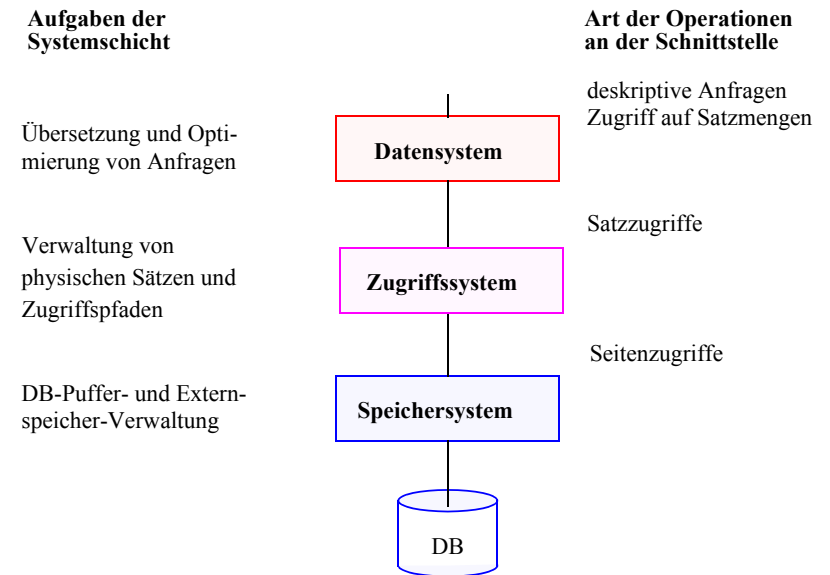 Aufgaben der
Systemschicht
Art der Operationen
an der Schnittstelle
deskriptive Anfragen
Zugriff auf Satzmengen
Übersetzung und Opti-
mierung von Anfragen
Datensystem
Satzzugriffe
Verwaltung von
physischen Sätzen und
Zugriffspfaden
Zugriffssystem
Seitenzugriffe
DB-Puffer- und Extern-
speicher-Verwaltung
Speichersystem
DB